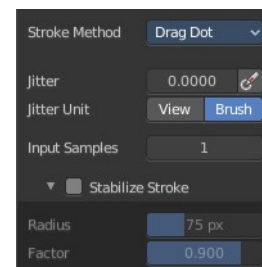 Stroke Method Drag Dot
Jitter 0.0000
Jitter Unit View Brush
Input Samples 1
Stabilize Stroke
Radius 75 px
Factor 0.900